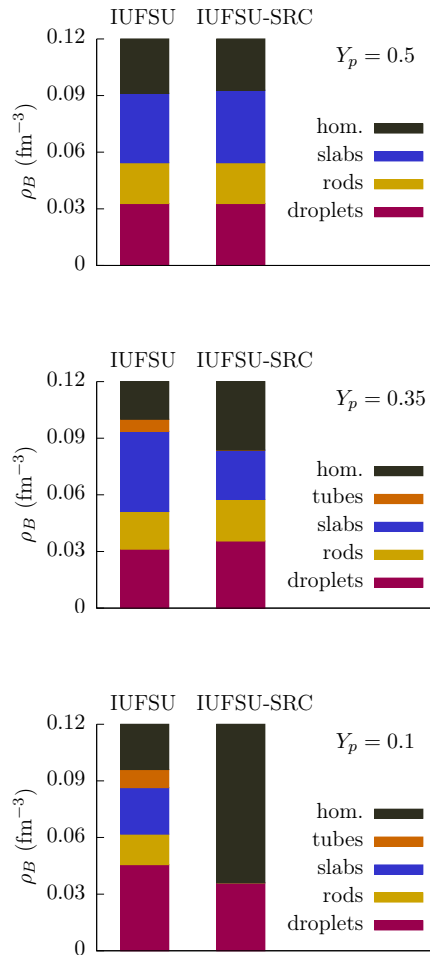 IUFSU IUFSU-SRC
0.12
0.09
0.06
0.03
0
ρ_B (fm⁻³)
Y_p = 0.5
hom.
slabs
rods
droplets
IUFSU IUFSU-SRC
0.12
0.09
0.06
0.03
0
ρ_B (fm⁻³)
Y_p = 0.35
hom.
tubes
slabs
rods
droplets
IUFSU IUFSU-SRC
0.12
0.09
0.06
0.03
0
ρ_B (fm⁻³)
Y_p = 0.1
hom.
tubes
slabs
rods
droplets